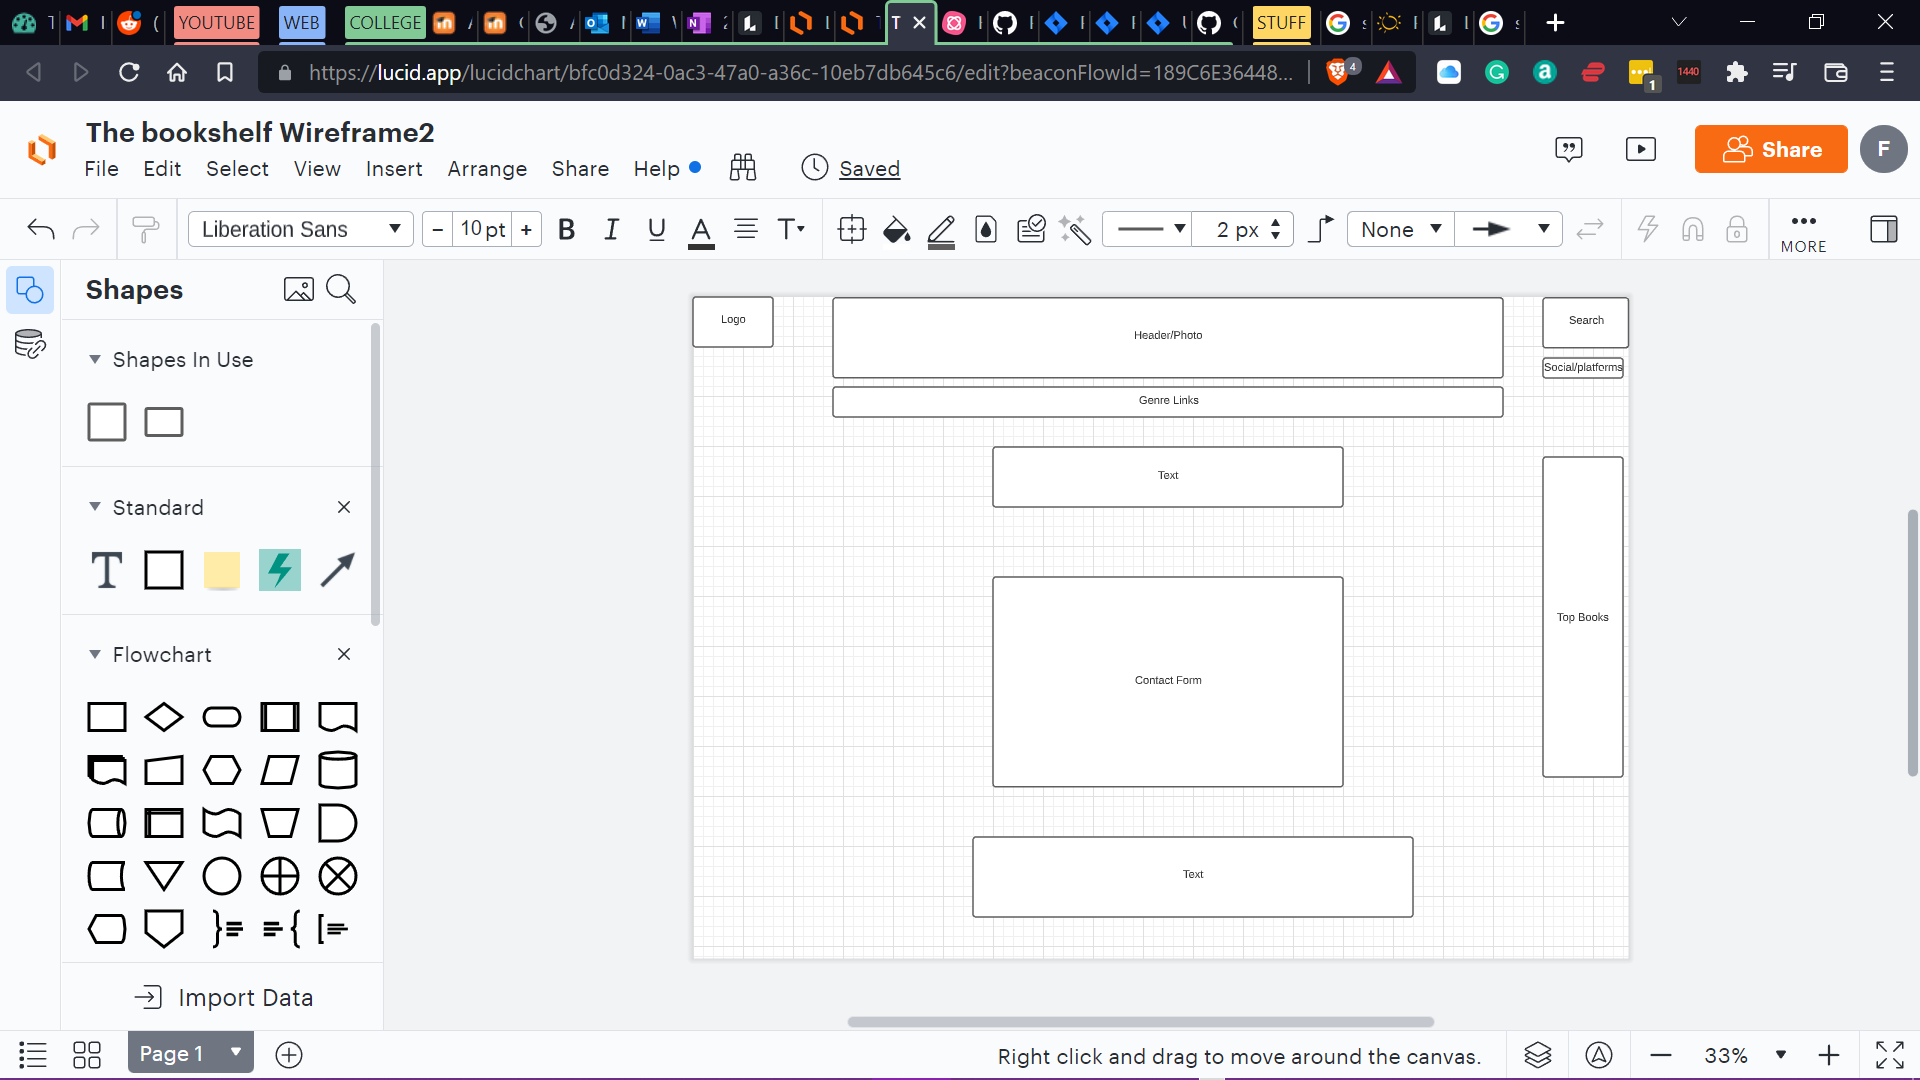 YOUTUBE WEB COLLEGE STUFF
https://lucid.app/lucidchart/bfc0d324-0ac3-47a0-a36c-10eb7db645c6/edit?beaconFlowId=189C6E36448...
4
1440
1
The bookshelf Wireframe2
File Edit Select View Insert Arrange Share Help Saved
Share
F
Liberation Sans
- 10 pt +
B I U A T
2 px
None
MORE
Shapes
Shapes In Use
Standard
T
Flowchart
Import Data
Logo
Header/Photo
Search
Social/platforms
Genre Links
Text
Top Books
Contact Form
Text
Page 1
Right click and drag to move around the canvas.
33%